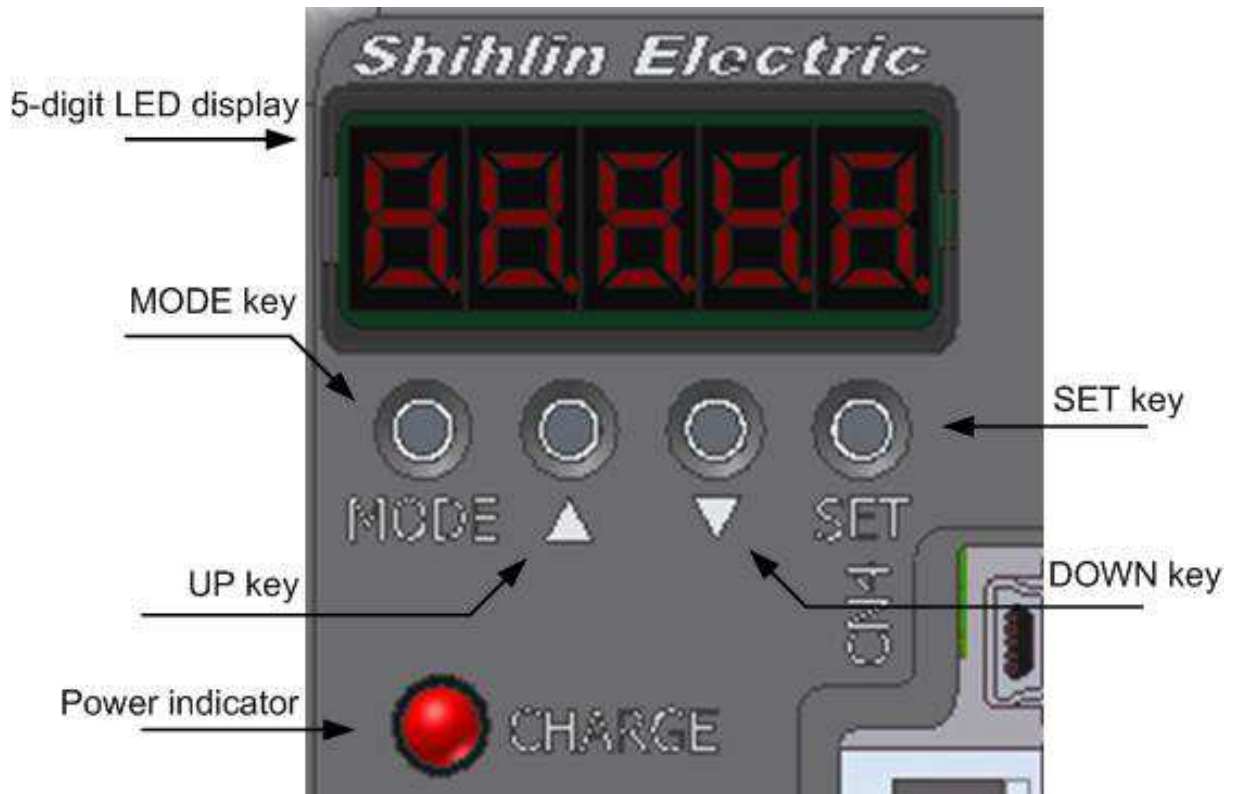 Shihlin Electric
5-digit LED display
MODE key
SET key
MODE ▲ ▼ SET
UP key
DOWN key
CN4
Power indicator
CHARGE